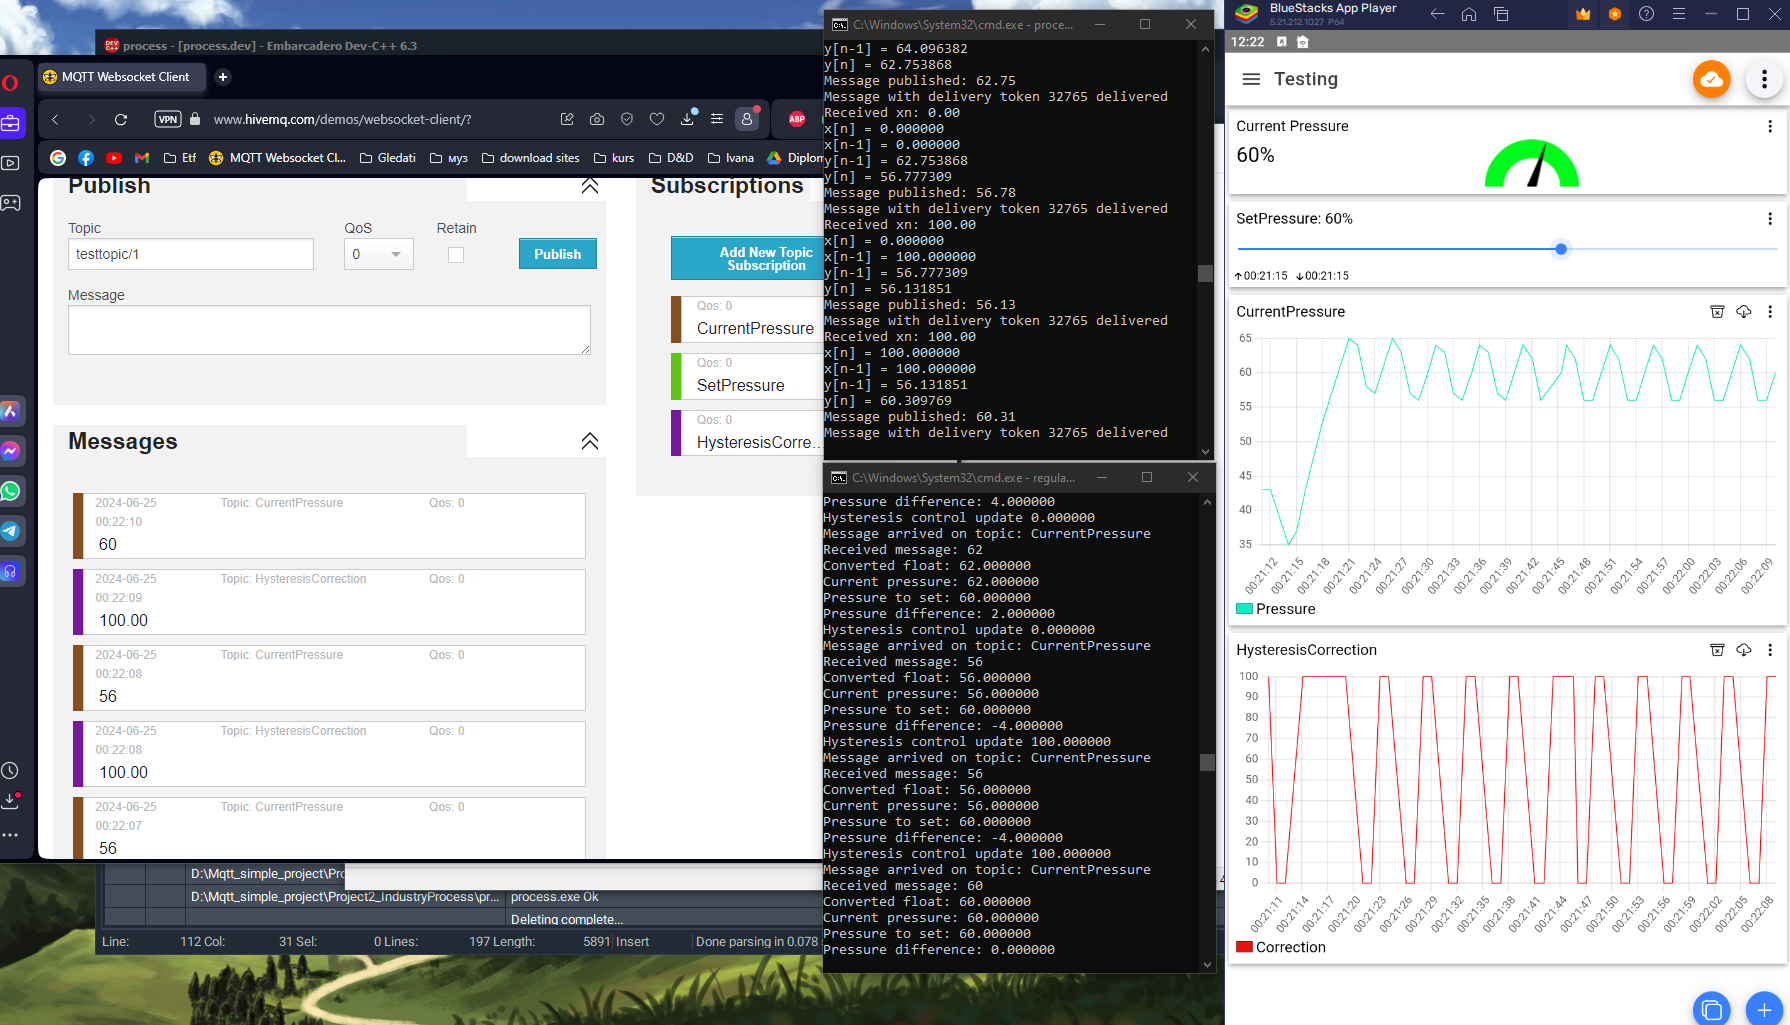 process - [process.dev] - Embarcadero Dev-C++ 6.3
MQTT Websocket Client
VPN
www.hivemq.com/demos/websocket-client/?
ABP
Etf
MQTT Websocket Cl...
Gledati
муз
download sites
kurs
D&D
Ivana
Diplom
Publish
Topic
QoS
Retain
testtopic/1
0
Publish
Message
Subscriptions
Add New Topic
Subscription
Qos: 0
CurrentPressure
Qos: 0
SetPressure
Qos: 0
HysteresisCorre...
Messages
2024-06-25 Topic: CurrentPressure Qos: 0
00:22:10
60
2024-06-25 Topic: HysteresisCorrection Qos: 0
00:22:09
100.00
2024-06-25 Topic: CurrentPressure Qos: 0
00:22:08
56
2024-06-25 Topic: HysteresisCorrection Qos: 0
00:22:08
100.00
2024-06-25 Topic: CurrentPressure Qos: 0
00:22:07
56
D:\Mqtt_simple_project\Prc
D:\Mqtt_simple_project\Project2_IndustryProcess\pr...
process.exe Ok
Deleting complete...
Line: 112 Col: 31 Sel: 0 Lines: 197 Length: 5891 Insert Done parsing in 0.078
C:\Windows\System32\cmd.exe - proce...
y[n-1] = 64.096382
y[n] = 62.753868
Message published: 62.75
Message with delivery token 32765 delivered
Received xn: 0.00
x[n] = 0.000000
x[n-1] = 0.000000
y[n-1] = 62.753868
y[n] = 56.777309
Message published: 56.78
Message with delivery token 32765 delivered
Received xn: 100.00
x[n] = 0.000000
x[n-1] = 100.000000
y[n-1] = 56.777309
y[n] = 56.131851
Message published: 56.13
Message with delivery token 32765 delivered
Received xn: 100.00
x[n] = 100.000000
x[n-1] = 100.000000
y[n-1] = 56.131851
y[n] = 60.309769
Message published: 60.31
Message with delivery token 32765 delivered
C:\Windows\System32\cmd.exe - regula...
Pressure difference: 4.000000
Hysteresis control update 0.000000
Message arrived on topic: CurrentPressure
Received message: 62
Converted float: 62.000000
Current pressure: 62.000000
Pressure to set: 60.000000
Pressure difference: 2.000000
Hysteresis control update 0.000000
Message arrived on topic: CurrentPressure
Received message: 56
Converted float: 56.000000
Current pressure: 56.000000
Pressure to set: 60.000000
Pressure difference: -4.000000
Hysteresis control update 100.000000
Message arrived on topic: CurrentPressure
Received message: 56
Converted float: 56.000000
Current pressure: 56.000000
Pressure to set: 60.000000
Pressure difference: -4.000000
Hysteresis control update 100.000000
Message arrived on topic: CurrentPressure
Received message: 60
Converted float: 60.000000
Current pressure: 60.000000
Pressure to set: 60.000000
Pressure difference: 0.000000
BlueStacks App Player
5.21.212.1027 P64
12:22
Testing
Current Pressure
60%
SetPressure: 60%
00:21:15 00:21:15
CurrentPressure
65
60
55
50
45
40
35
00:21:12 00:21:15 00:21:18 00:21:21 00:21:24 00:21:27 00:21:30 00:21:33 00:21:36 00:21:39 00:21:42 00:21:45 00:21:48 00:21:51 00:21:54 00:21:57 00:22:00 00:22:03 00:22:06 00:22:09
Pressure
HysteresisCorrection
100
90
80
70
60
50
40
30
20
10
0
00:21:11 00:21:14 00:21:17 00:21:20 00:21:23 00:21:26 00:21:29 00:21:32 00:21:35 00:21:38 00:21:41 00:21:44 00:21:47 00:21:50 00:21:53 00:21:56 00:21:59 00:22:02 00:22:05 00:22:08
Correction